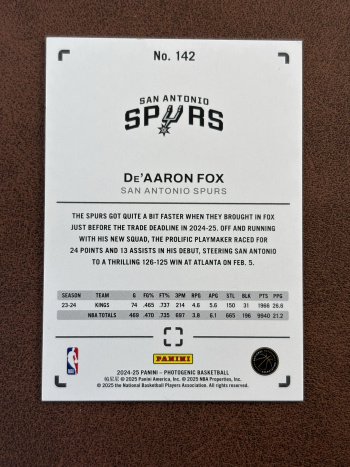 No. 142
SAN ANTONIO
SPURS
DE'AARON FOX
SAN ANTONIO SPURS
THE SPURS GOT QUITE A BIT FASTER WHEN THEY BROUGHT IN FOX
JUST BEFORE THE TRADE DEADLINE IN 2024-25. OFF AND RUNNING
WITH HIS NEW SQUAD, THE PROLIFIC PLAYMAKER RACED FOR
24 POINTS AND 13 ASSISTS IN HIS DEBUT, STEERING SAN ANTONIO
TO A THRILLING 126-125 WIN AT ATLANTA ON FEB. 5.
SEASON TEAM G FG% FT% 3PM RPG APG STL BLK PTS PPG
23-24 KINGS 74 .465 .737 214 4.6 5.6 150 31 1966 26.6
NBA TOTALS 469 .470 .735 697 3.8 6.1 665 196 9940 21.2
PANINI
2024-25 PANINI – PHOTOGENIC BASKETBALL
帕尼尼 © 2025 Panini America, Inc. © 2025 NBA Properties, Inc.
© 2025 the National Basketball Players Association. All rights reserved.